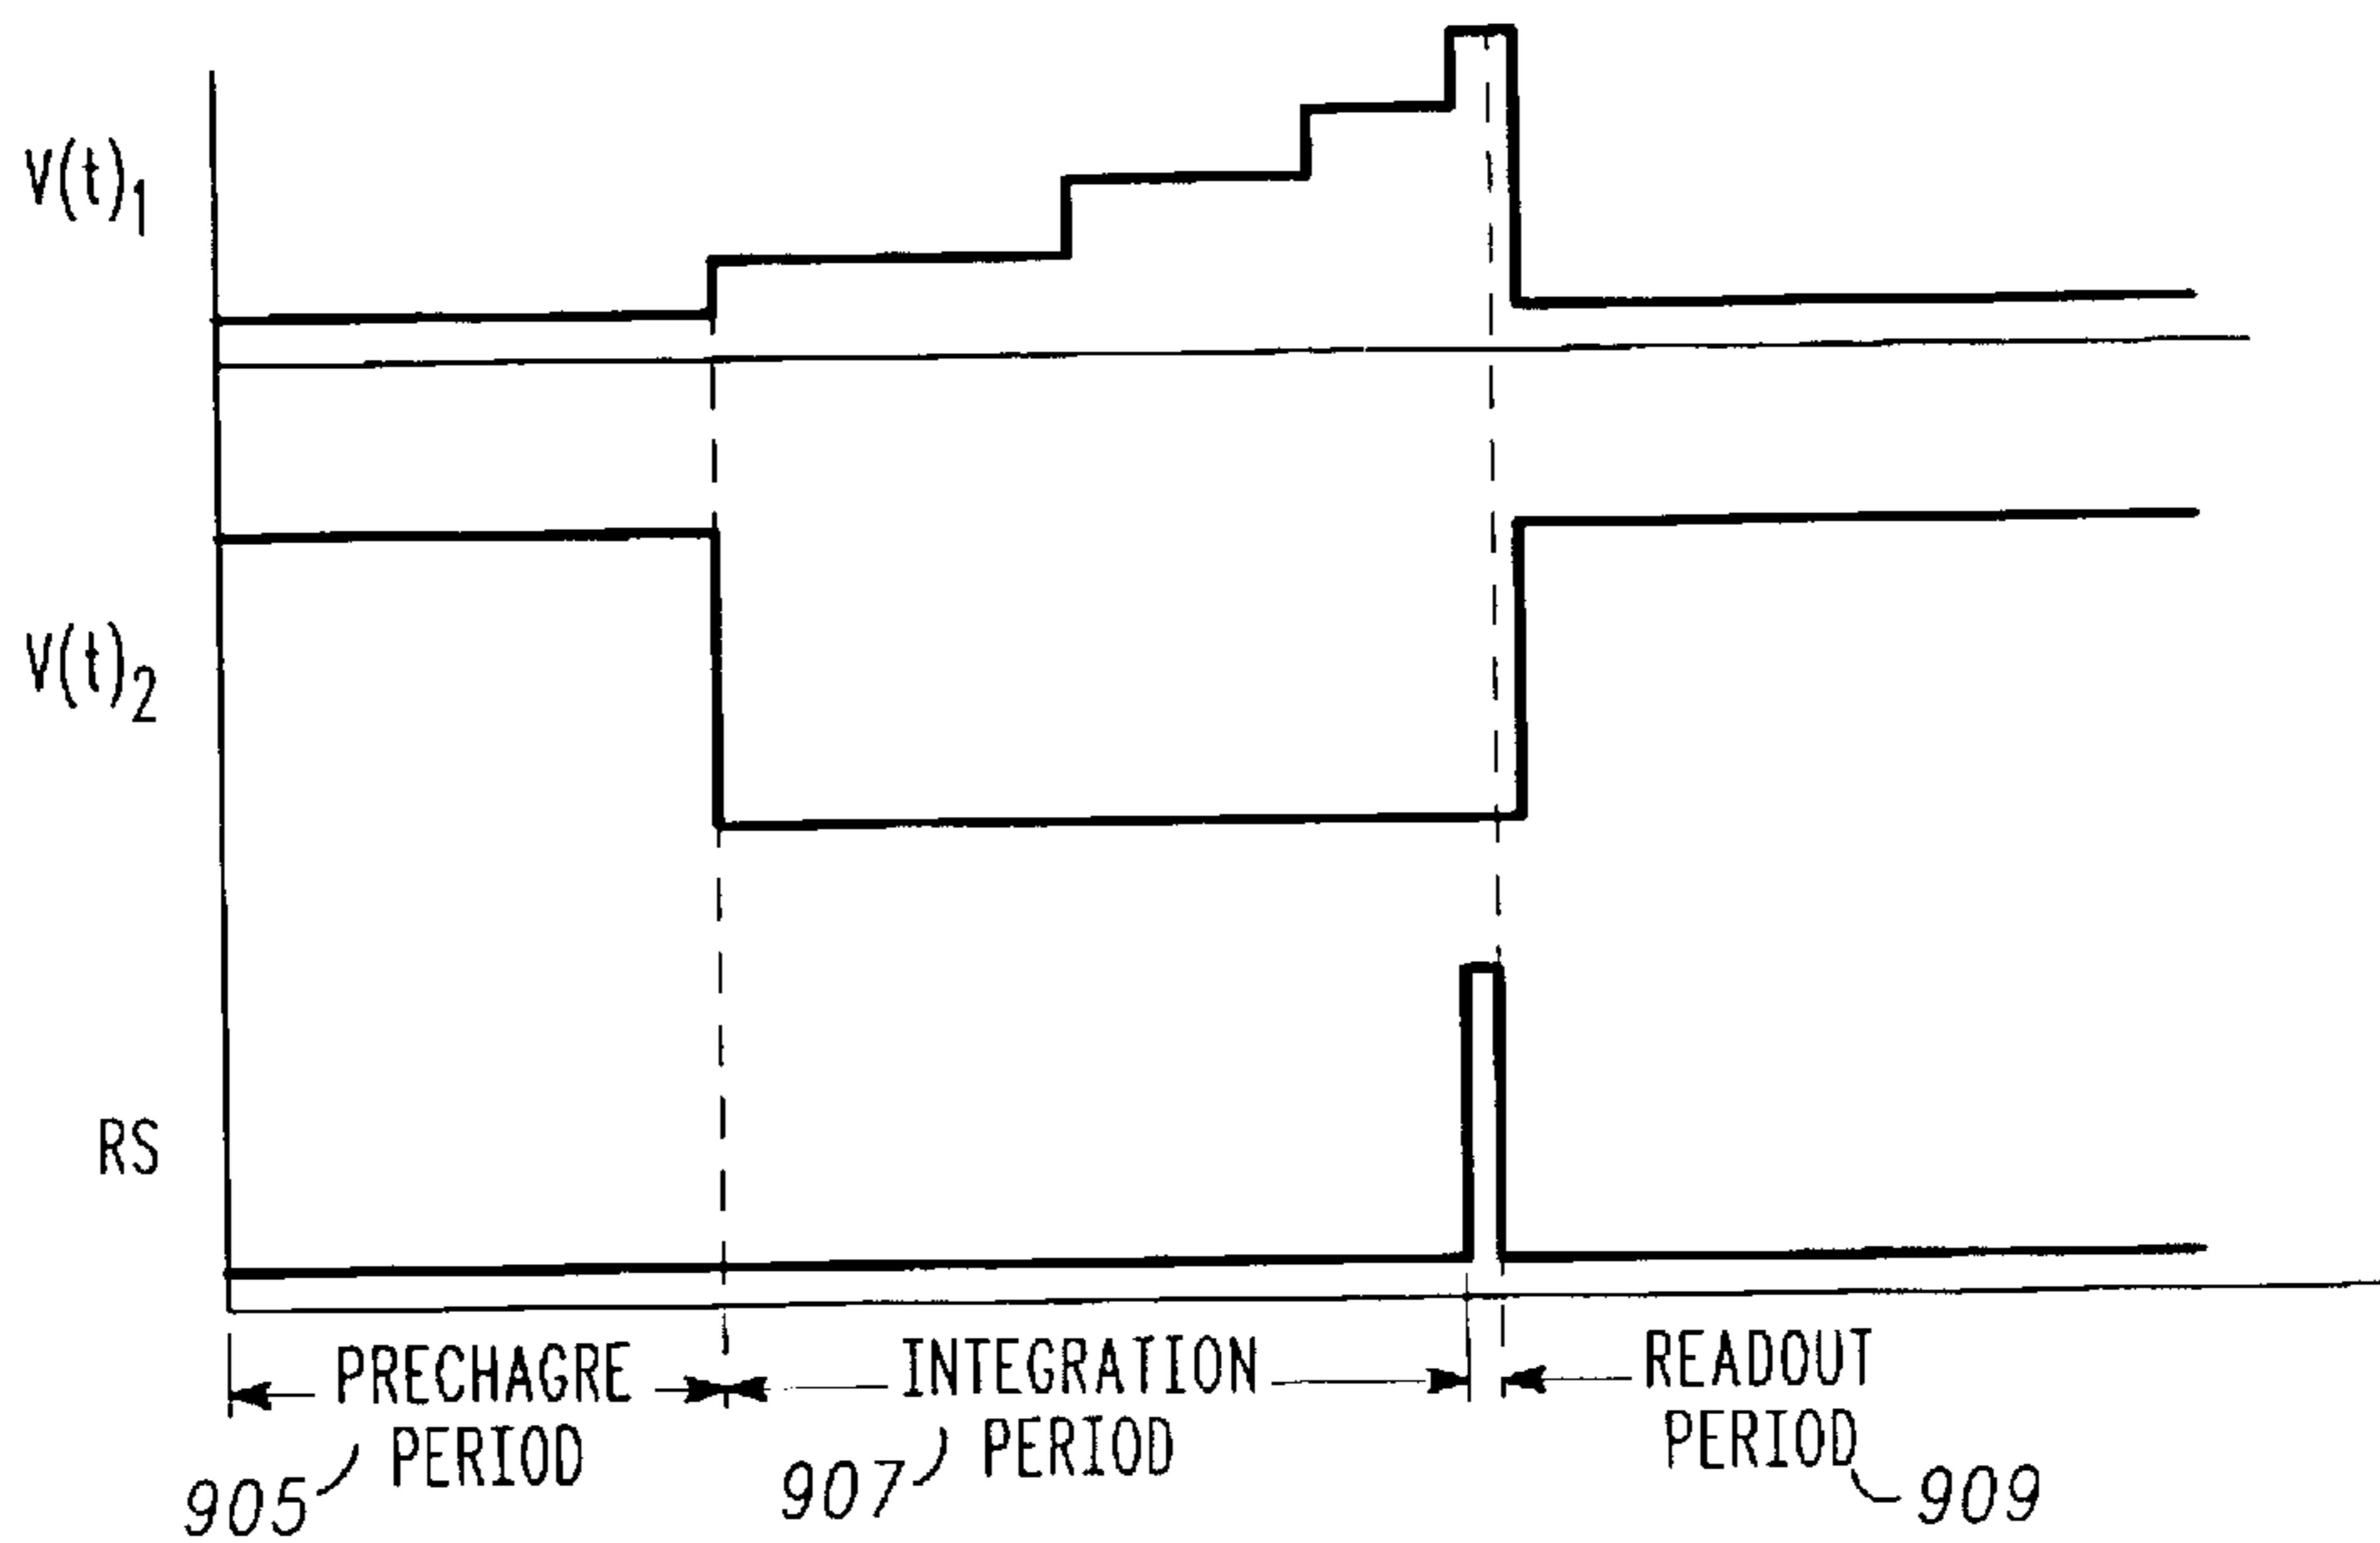 V(t)1
V(t)2
RS
PRECHAGRE
PERIOD
905
INTEGRATION
PERIOD
907
READOUT
PERIOD
909